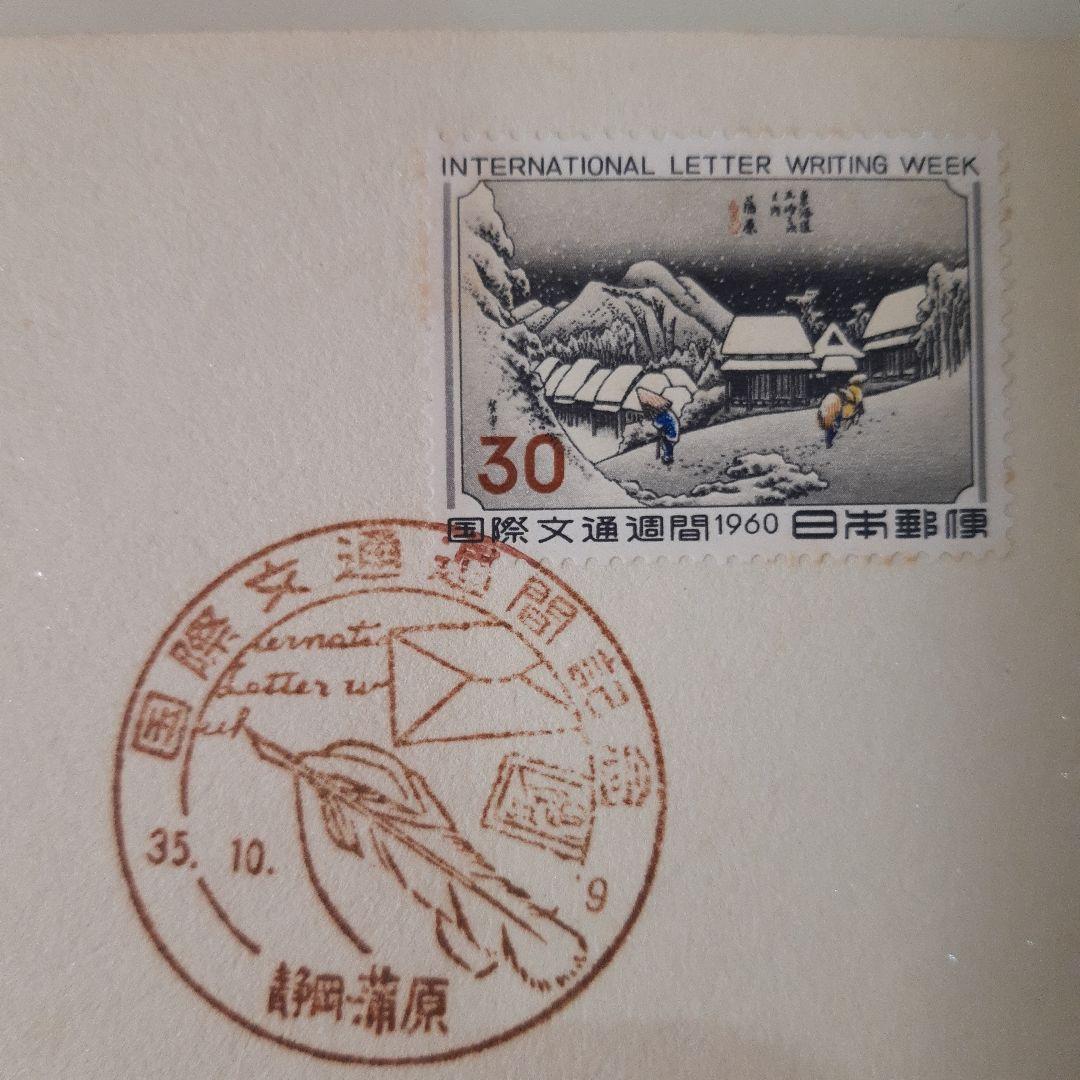 INTERNATIONAL LETTER WRITING WEEK
東海道
五拾三次
之内
蒲原
30
国際文通週間1960 日本郵便
国際文通週間記念
Letter w
35. 10. 9
静岡-蒲原